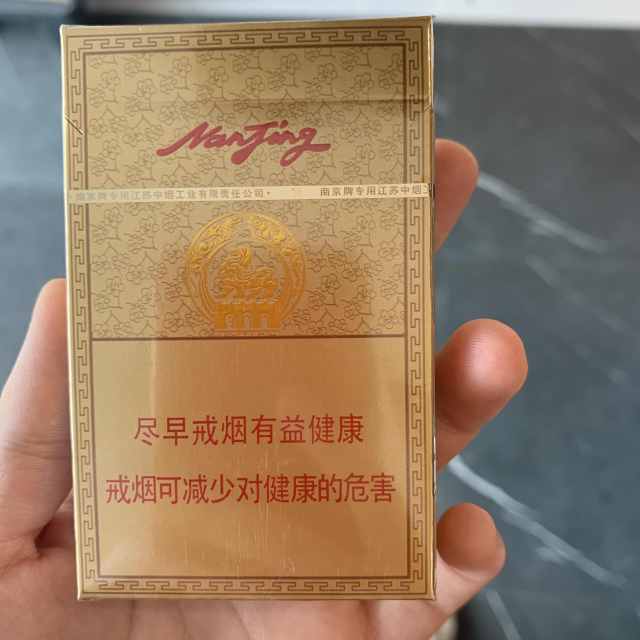 NanJing
南京牌专用江苏中烟工业有限责任公司· 南京牌专用江苏中烟工
尽早戒烟有益健康
戒烟可减少对健康的危害